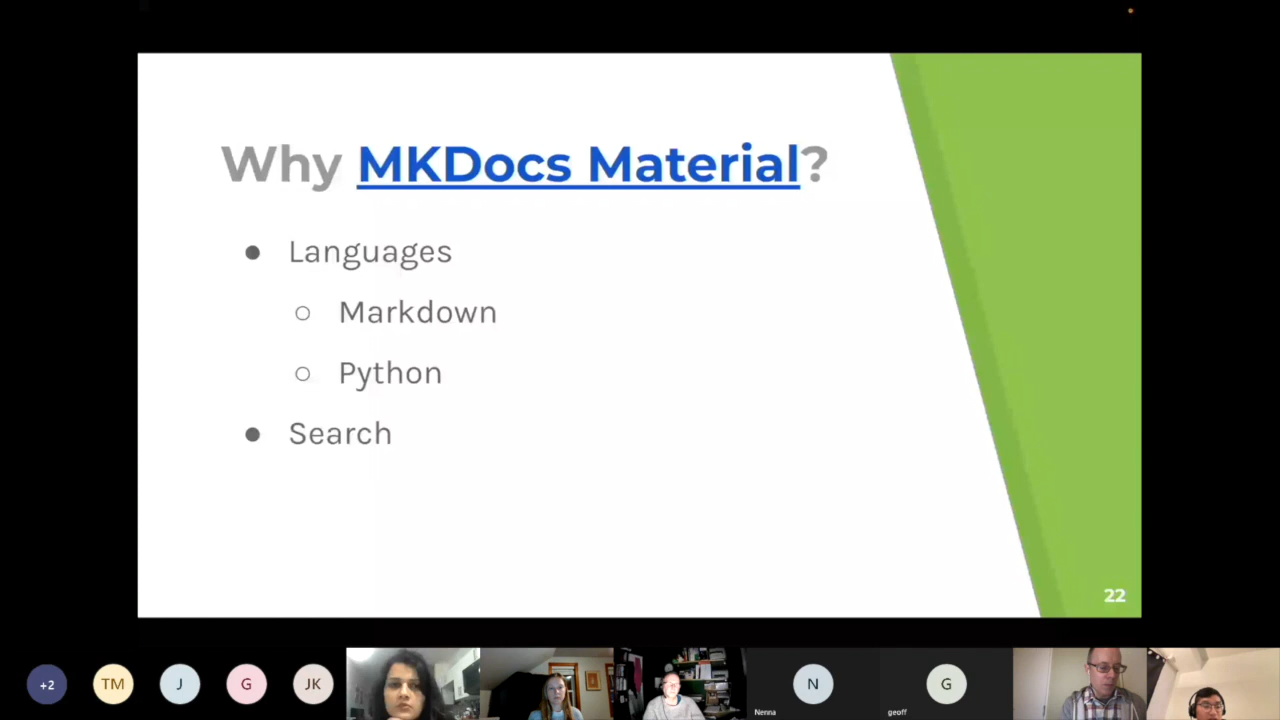 Why MKDocs Material?
● Languages
○ Markdown
○ Python
● Search
22
+2
TM
J
G
JK
N
Nenna
G
geoff